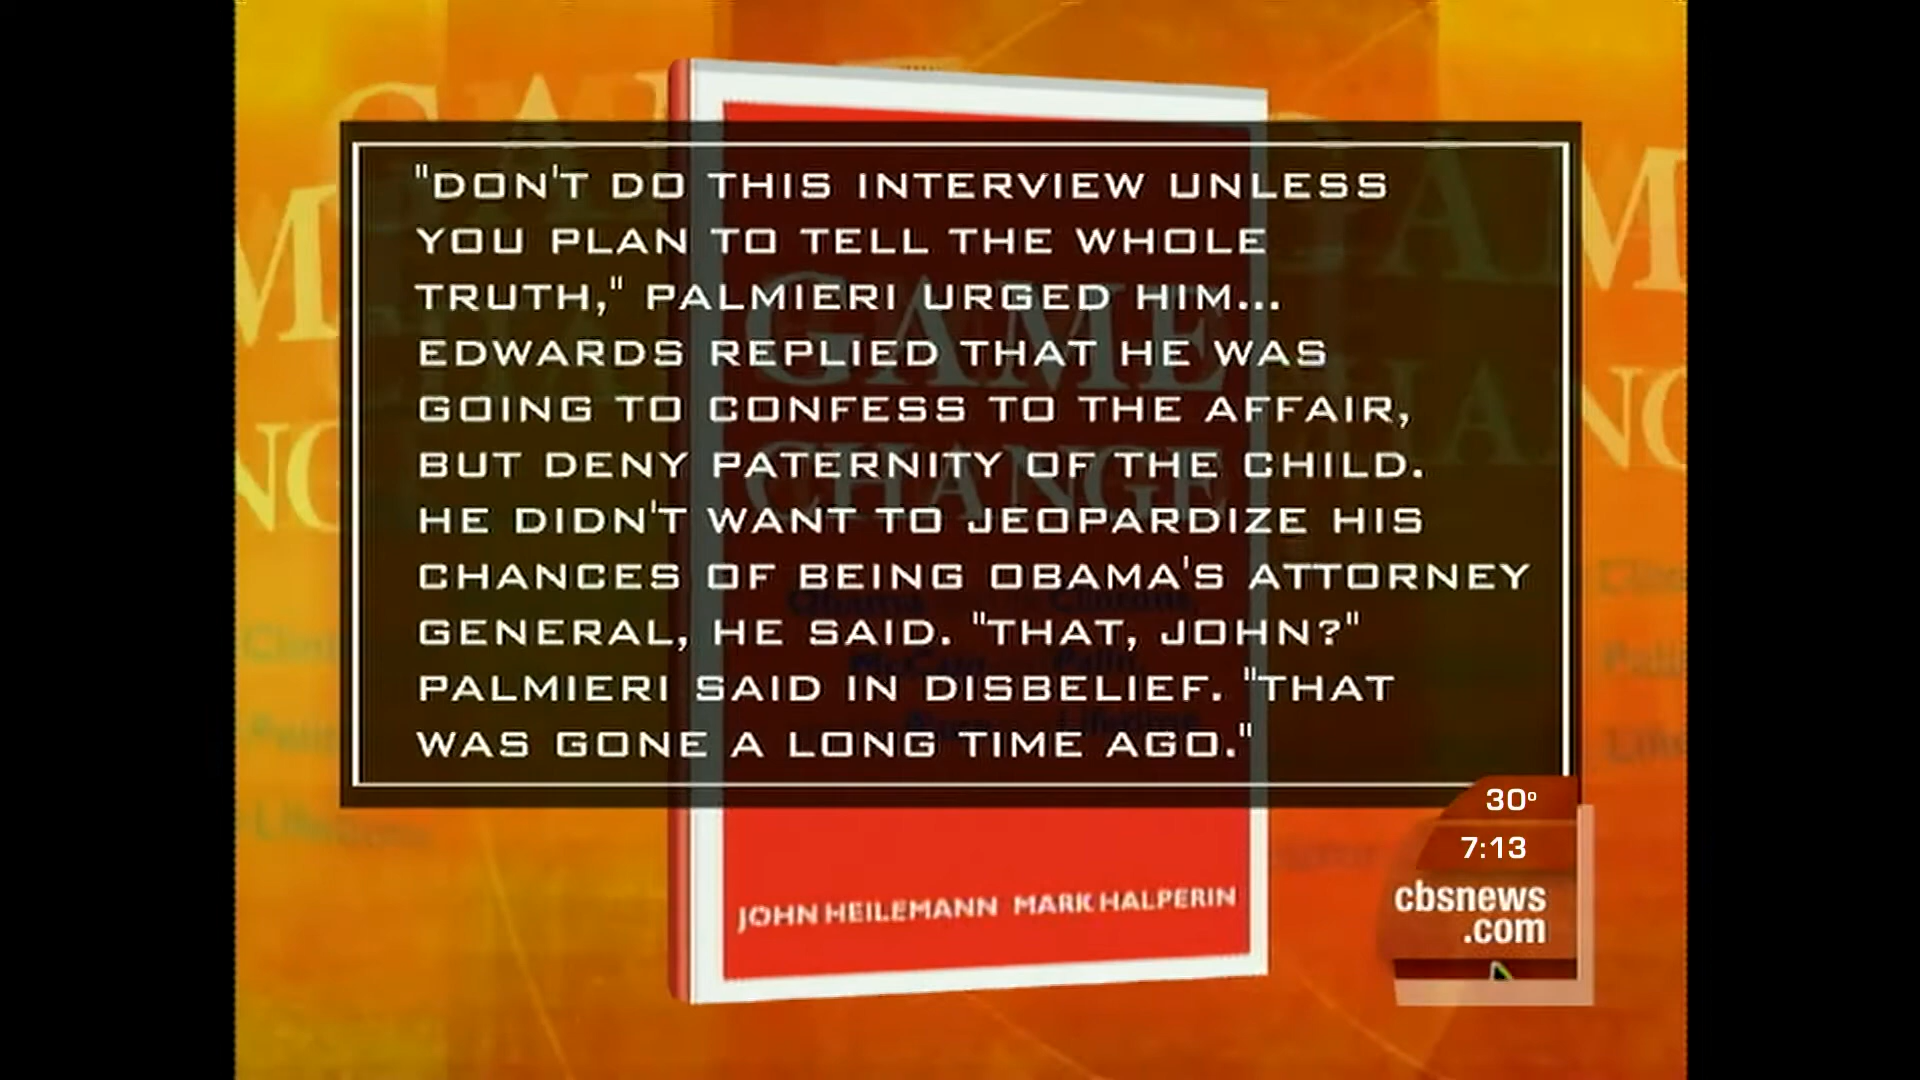 "DON'T DO THIS INTERVIEW UNLESS
YOU PLAN TO TELL THE WHOLE
TRUTH," PALMIERI URGED HIM...
EDWARDS REPLIED THAT HE WAS
GOING TO CONFESS TO THE AFFAIR,
BUT DENY PATERNITY OF THE CHILD.
HE DIDN'T WANT TO JEOPARDIZE HIS
CHANCES OF BEING OBAMA'S ATTORNEY
GENERAL, HE SAID. "THAT, JOHN?"
PALMIERI SAID IN DISBELIEF. "THAT
WAS GONE A LONG TIME AGO."
GAME
CHANGE
JOHN HEILEMANN MARK HALPERIN
30°
7:13
cbsnews
.com